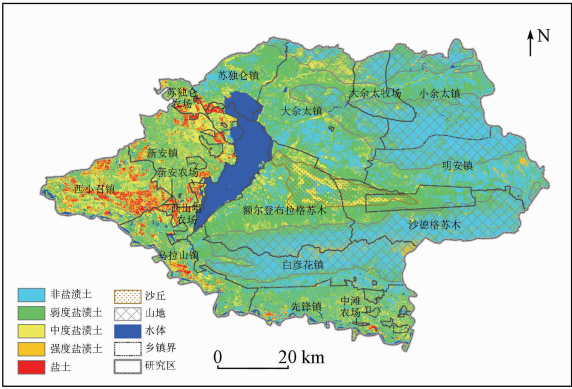 N
苏独仑镇
苏独仑
农场
大佘太镇
大佘太牧场
小佘太镇
新安镇
新安农场
明安镇
西小召镇
西山咀
农场
额尔登布拉格苏木
沙德格苏木
乌拉山镇
白彦花镇
先锋镇
中滩
农场
非盐渍土
弱度盐渍土
中度盐渍土
强度盐渍土
盐土
沙丘
山地
水体
乡镇界
研究区
0 20 km